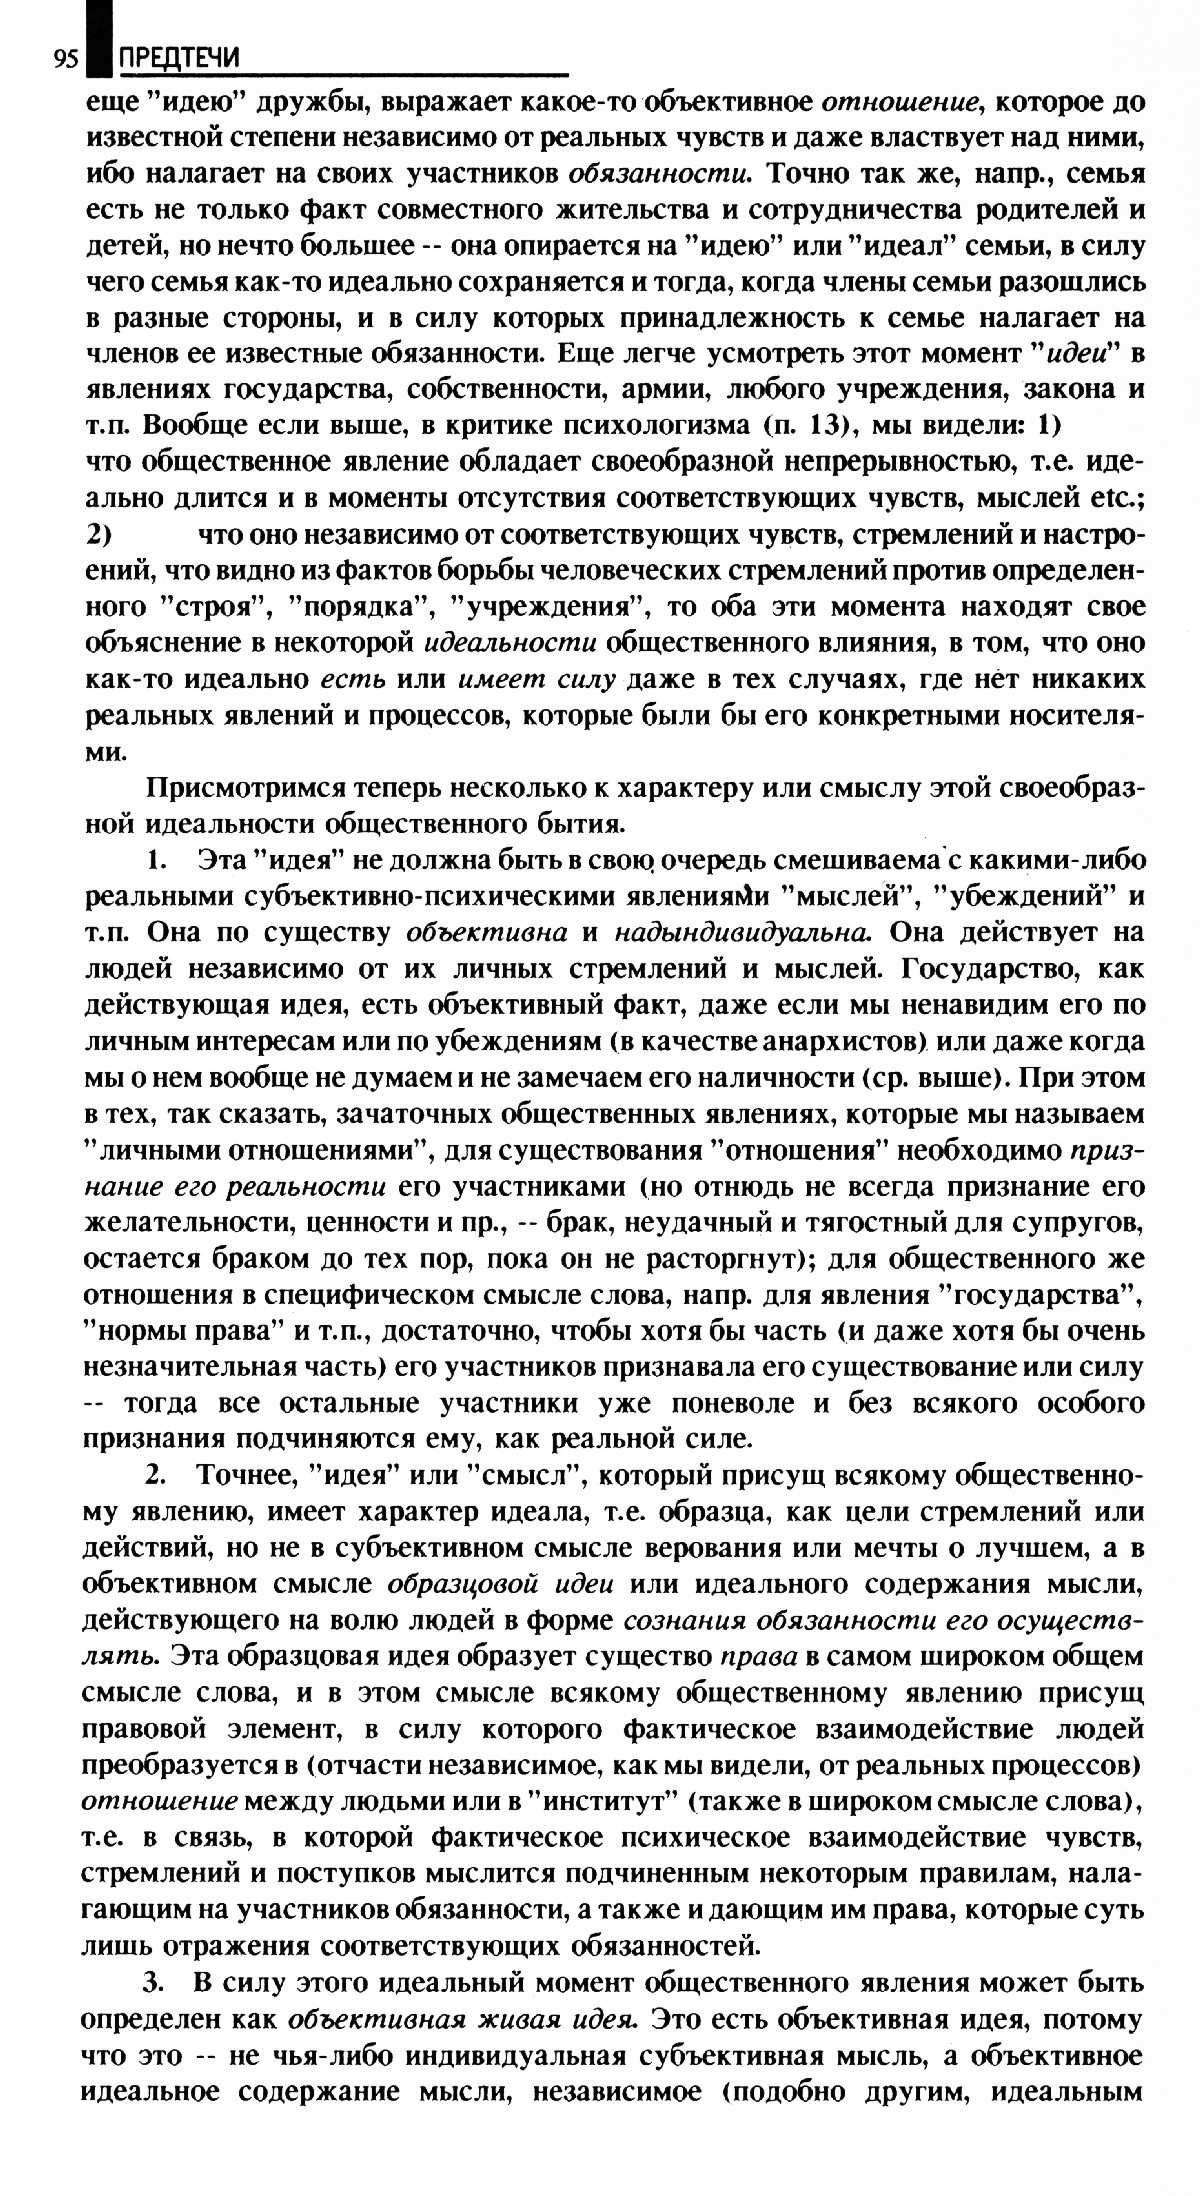 95 ПРЕДТЕЧИ
еще ”идею” дружбы, выражает какое-то объективное отношение, которое до
известной степени независимо от реальных чувств и даже властвует над ними,
ибо налагает на своих участников обязанности. Точно так же, напр., семья
есть не только факт совместного жительства и сотрудничества родителей и
детей, но нечто большее -- она опирается на ”идею” или ”идеал” семьи, в силу
чего семья как-то идеально сохраняется и тогда, когда члены семьи разошлись
в разные стороны, и в силу которых принадлежность к семье налагает на
членов ее известные обязанности. Еще легче усмотреть этот момент ”идеи” в
явлениях государства, собственности, армии, любого учреждения, закона и
т.п. Вообще если выше, в критике психологизма (п. 13), мы видели: 1)
что общественное явление обладает своеобразной непрерывностью, т.е. иде-
ально длится и в моменты отсутствия соответствующих чувств, мыслей etc.;
2) что оно независимо от соответствующих чувств, стремлений и настро-
ений, что видно из фактов борьбы человеческих стремлений против определен-
ного ”строя”, ”порядка”, ”учреждения”, то оба эти момента находят свое
объяснение в некоторой идеальности общественного влияния, в том, что оно
как-то идеально есть или имеет силу даже в тех случаях, где нет никаких
реальных явлений и процессов, которые были бы его конкретными носителя-
ми.
Присмотримся теперь несколько к характеру или смыслу этой своеобраз-
ной идеальности общественного бытия.
1. Эта ”идея” не должна быть в свою очередь смешиваема с какими-либо
реальными субъективно-психическими явлениями ”мыслей”, ”убеждений” и
т.п. Она по существу объективна и надындивидуальна. Она действует на
людей независимо от их личных стремлений и мыслей. Государство, как
действующая идея, есть объективный факт, даже если мы ненавидим его по
личным интересам или по убеждениям (в качестве анархистов) или даже когда
мы о нем вообще не думаем и не замечаем его наличности (ср. выше). При этом
в тех, так сказать, зачаточных общественных явлениях, которые мы называем
”личными отношениями”, для существования ”отношения” необходимо приз-
нание его реальности его участниками (но отнюдь не всегда признание его
желательности, ценности и пр., -- брак, неудачный и тягостный для супругов,
остается браком до тех пор, пока он не расторгнут); для общественного же
отношения в специфическом смысле слова, напр. для явления ”государства”,
”нормы права” и т.п., достаточно, чтобы хотя бы часть (и даже хотя бы очень
незначительная часть) его участников признавала его существование или силу
-- тогда все остальные участники уже поневоле и без всякого особого
признания подчиняются ему, как реальной силе.
2. Точнее, ”идея” или ”смысл”, который присущ всякому общественно-
му явлению, имеет характер идеала, т.е. образца, как цели стремлений или
действий, но не в субъективном смысле верования или мечты о лучшем, а в
объективном смысле образцовой идеи или идеального содержания мысли,
действующего на волю людей в форме сознания обязанности его осуществ-
лять. Эта образцовая идея образует существо права в самом широком общем
смысле слова, и в этом смысле всякому общественному явлению присущ
правовой элемент, в силу которого фактическое взаимодействие людей
преобразуется в (отчасти независимое, как мы видели, от реальных процессов)
отношение между людьми или в ”институт” (также в широком смысле слова),
т.е. в связь, в которой фактическое психическое взаимодействие чувств,
стремлений и поступков мыслится подчиненным некоторым правилам, нала-
гающим на участников обязанности, а также и дающим им права, которые суть
лишь отражения соответствующих обязанностей.
3. В силу этого идеальный момент общественного явления может быть
определен как объективная живая идея. Это есть объективная идея, потому
что это -- не чья-либо индивидуальная субъективная мысль, а объективное
идеальное содержание мысли, независимое (подобно другим, идеальным